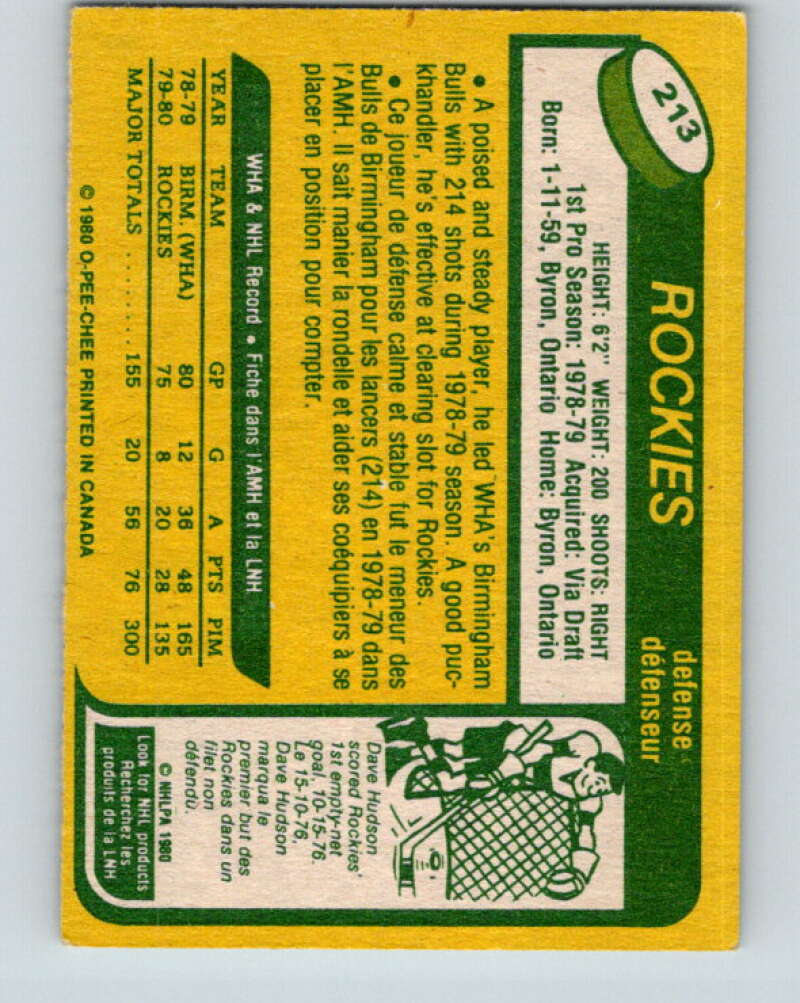 213
ROCKIES
defense
défenseur
HEIGHT: 6'2" WEIGHT: 200 SHOOTS: RIGHT
1st Pro Season: 1978-79 Acquired: Via Draft
Born: 1-11-59, Byron, Ontario Home: Byron, Ontario
• A poised and steady player, he led WHA's Birmingham
Bulls with 214 shots during 1978-79 season. A good puc-
khandler, he's effective at clearing slot for Rockies.
• Ce joueur de défense calme et stable fut le meneur des
Bulls de Birmingham pour les lancers (214) en 1978-79 dans
l'AMH. Il sait manier la rondelle et aider ses coéquipiers à se
placer en position pour compter.
WHA & NHL Record • Fiche dans l'AMH et la LNH
YEAR TEAM GP G A PTS PIM
78-79 BIRM. (WHA) 80 12 36 48 165
79-80 ROCKIES 75 8 20 28 135
MAJOR TOTALS ........ 155 20 56 76 300
© 1980 O-PEE-CHEE PRINTED IN CANADA
Dave Hudson
scored Rockies'
1st empty-net
goal, 10-15-76.
Le 15-10-76,
Dave Hudson
marqua le
premier but des
Rockies dans un
filet non
défendu.
© NHLPA 1980
Look for NHL products
Recherchez les
produits de la LNH